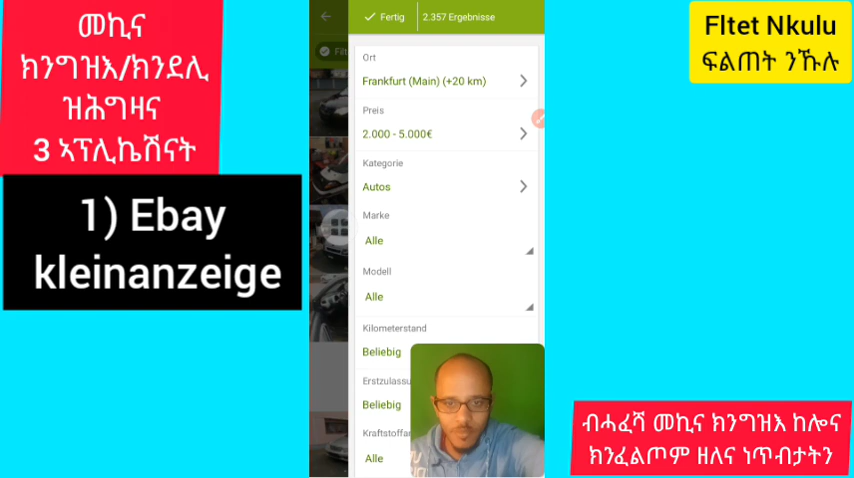 መኪና
ክንግዝእ/ክንደሊ
ዝሕግዛና
3 ኣፕሊኬሽናት
1) Ebay
kleinanzeige
Fertig
2.357 Ergebnisse
Ort
Frankfurt (Main) (+20 km)
Preis
2.000 - 5.000€
Kategorie
Autos
Marke
Alle
Modell
Alle
Kilometerstand
Beliebig
Erstzulassu
Beliebig
Kraftstoffar
Alle
Fltet Nkulu
ፍልጠት ንኹሉ
ብሓፈሻ መኪና ክንግዝእ ከሎና
ክንፈልጦም ዘለና ነጥብታትን